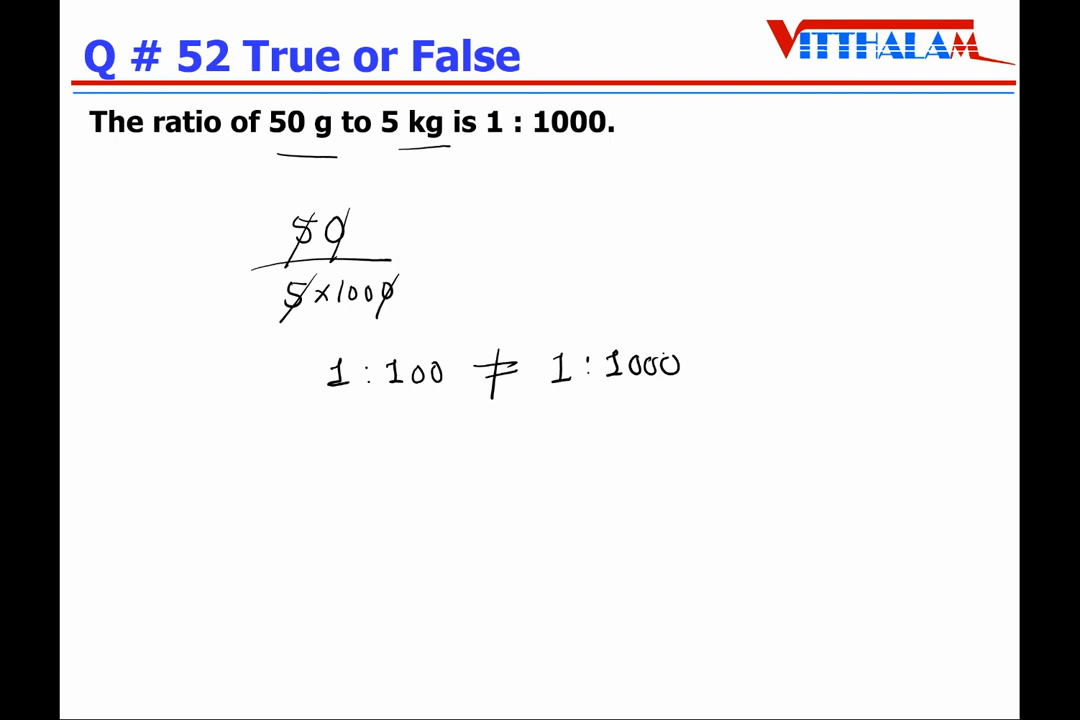 Q # 52 True or False
VITTHALAM
The ratio of 50 g to 5 kg is 1 : 1000.
50
5 × 1000
1 : 100 ≠ 1 : 1000